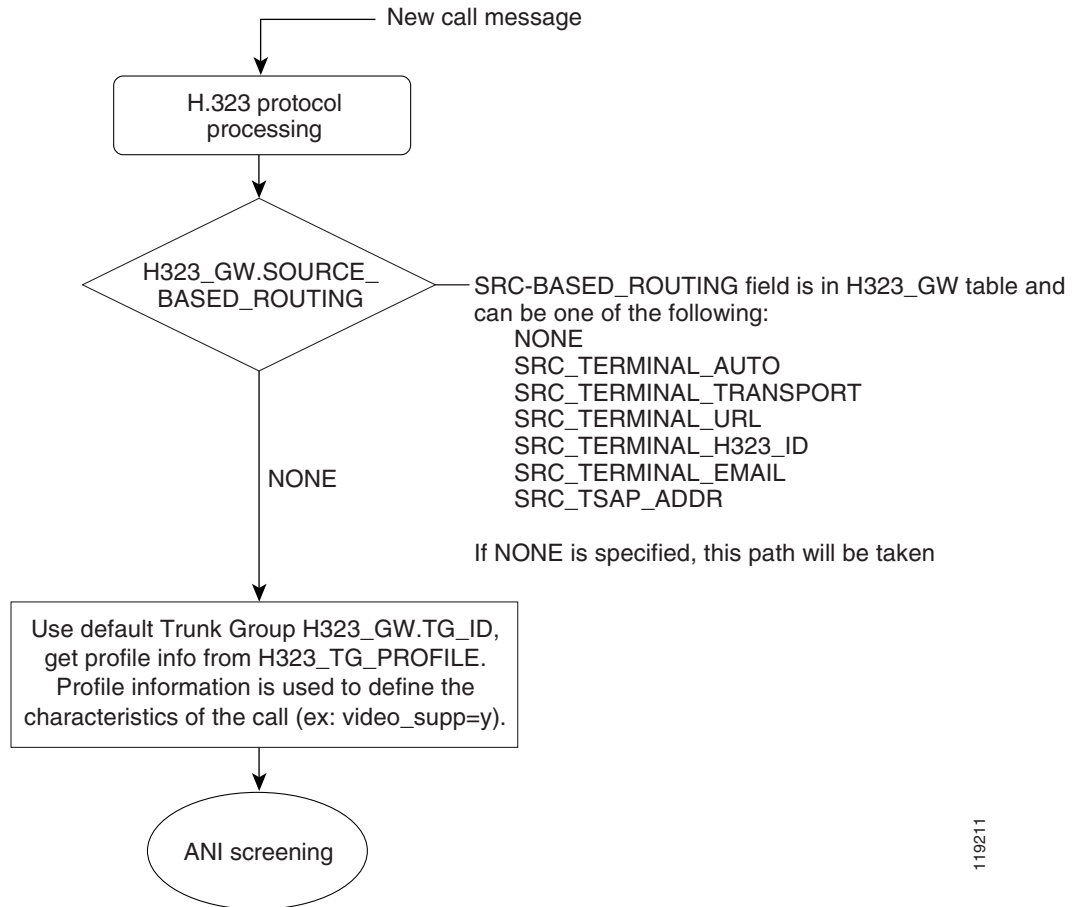 New call message
H.323 protocol
processing
H323_GW.SOURCE_
BASED_ROUTING
SRC-BASED_ROUTING field is in H323_GW table and
can be one of the following:
NONE
SRC_TERMINAL_AUTO
SRC_TERMINAL_TRANSPORT
SRC_TERMINAL_URL
SRC_TERMINAL_H323_ID
SRC_TERMINAL_EMAIL
SRC_TSAP_ADDR
NONE
If NONE is specified, this path will be taken
Use default Trunk Group H323_GW.TG_ID,
get profile info from H323_TG_PROFILE.
Profile information is used to define the
characteristics of the call (ex: video_supp=y).
ANI screening
119211